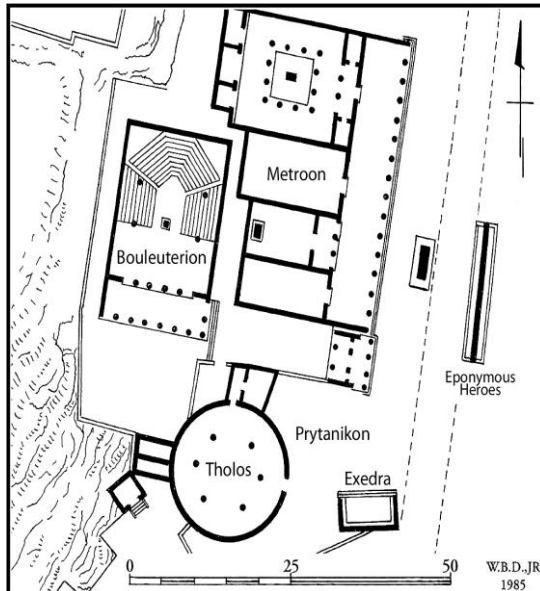 Metroon
Bouleuterion
Eponymous
Heroes
Prytanikon
Tholos
Exedra
0 25 50
W.B.D.,JR
1985